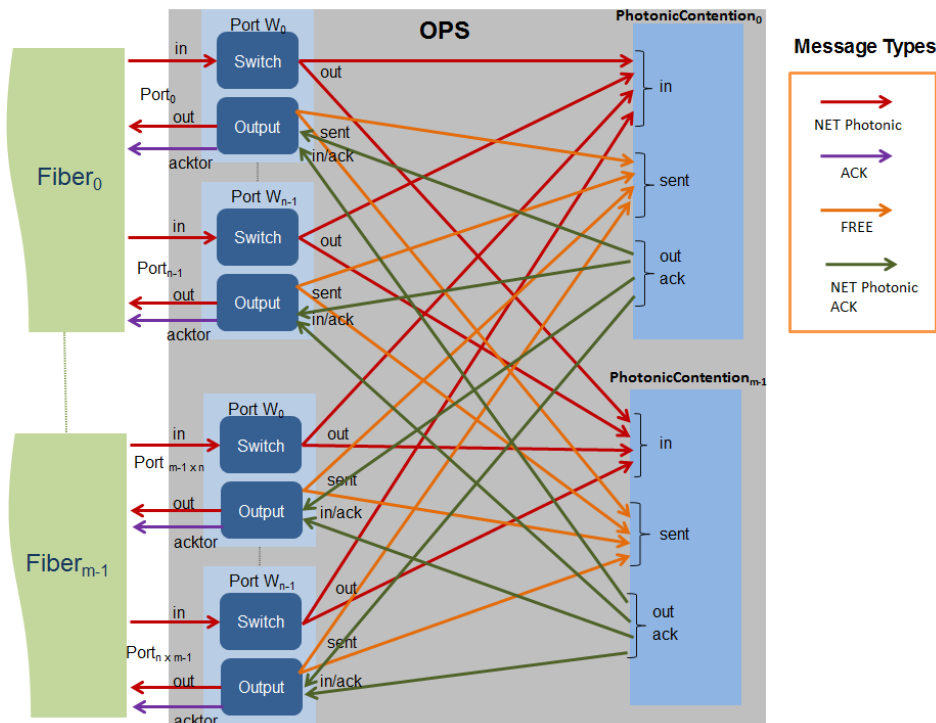 OPS
PhotonicContention0
Message Types
NET Photonic
ACK
FREE
NET Photonic
ACK
Fiber0
in
Port0
out
acktor
Port W0
Switch
Output
out
sent
in/ack
in
Portn-1
out
acktor
Port Wn-1
Switch
Output
out
sent
in/ack
in
sent
out
ack
PhotonicContentionm-1
Fiberm-1
in
Port m-1 x n
out
acktor
Port W0
Switch
Output
out
sent
in/ack
in
Portn x m-1
out
acktor
Port Wn-1
Switch
Output
out
sent
in/ack
in
sent
out
ack